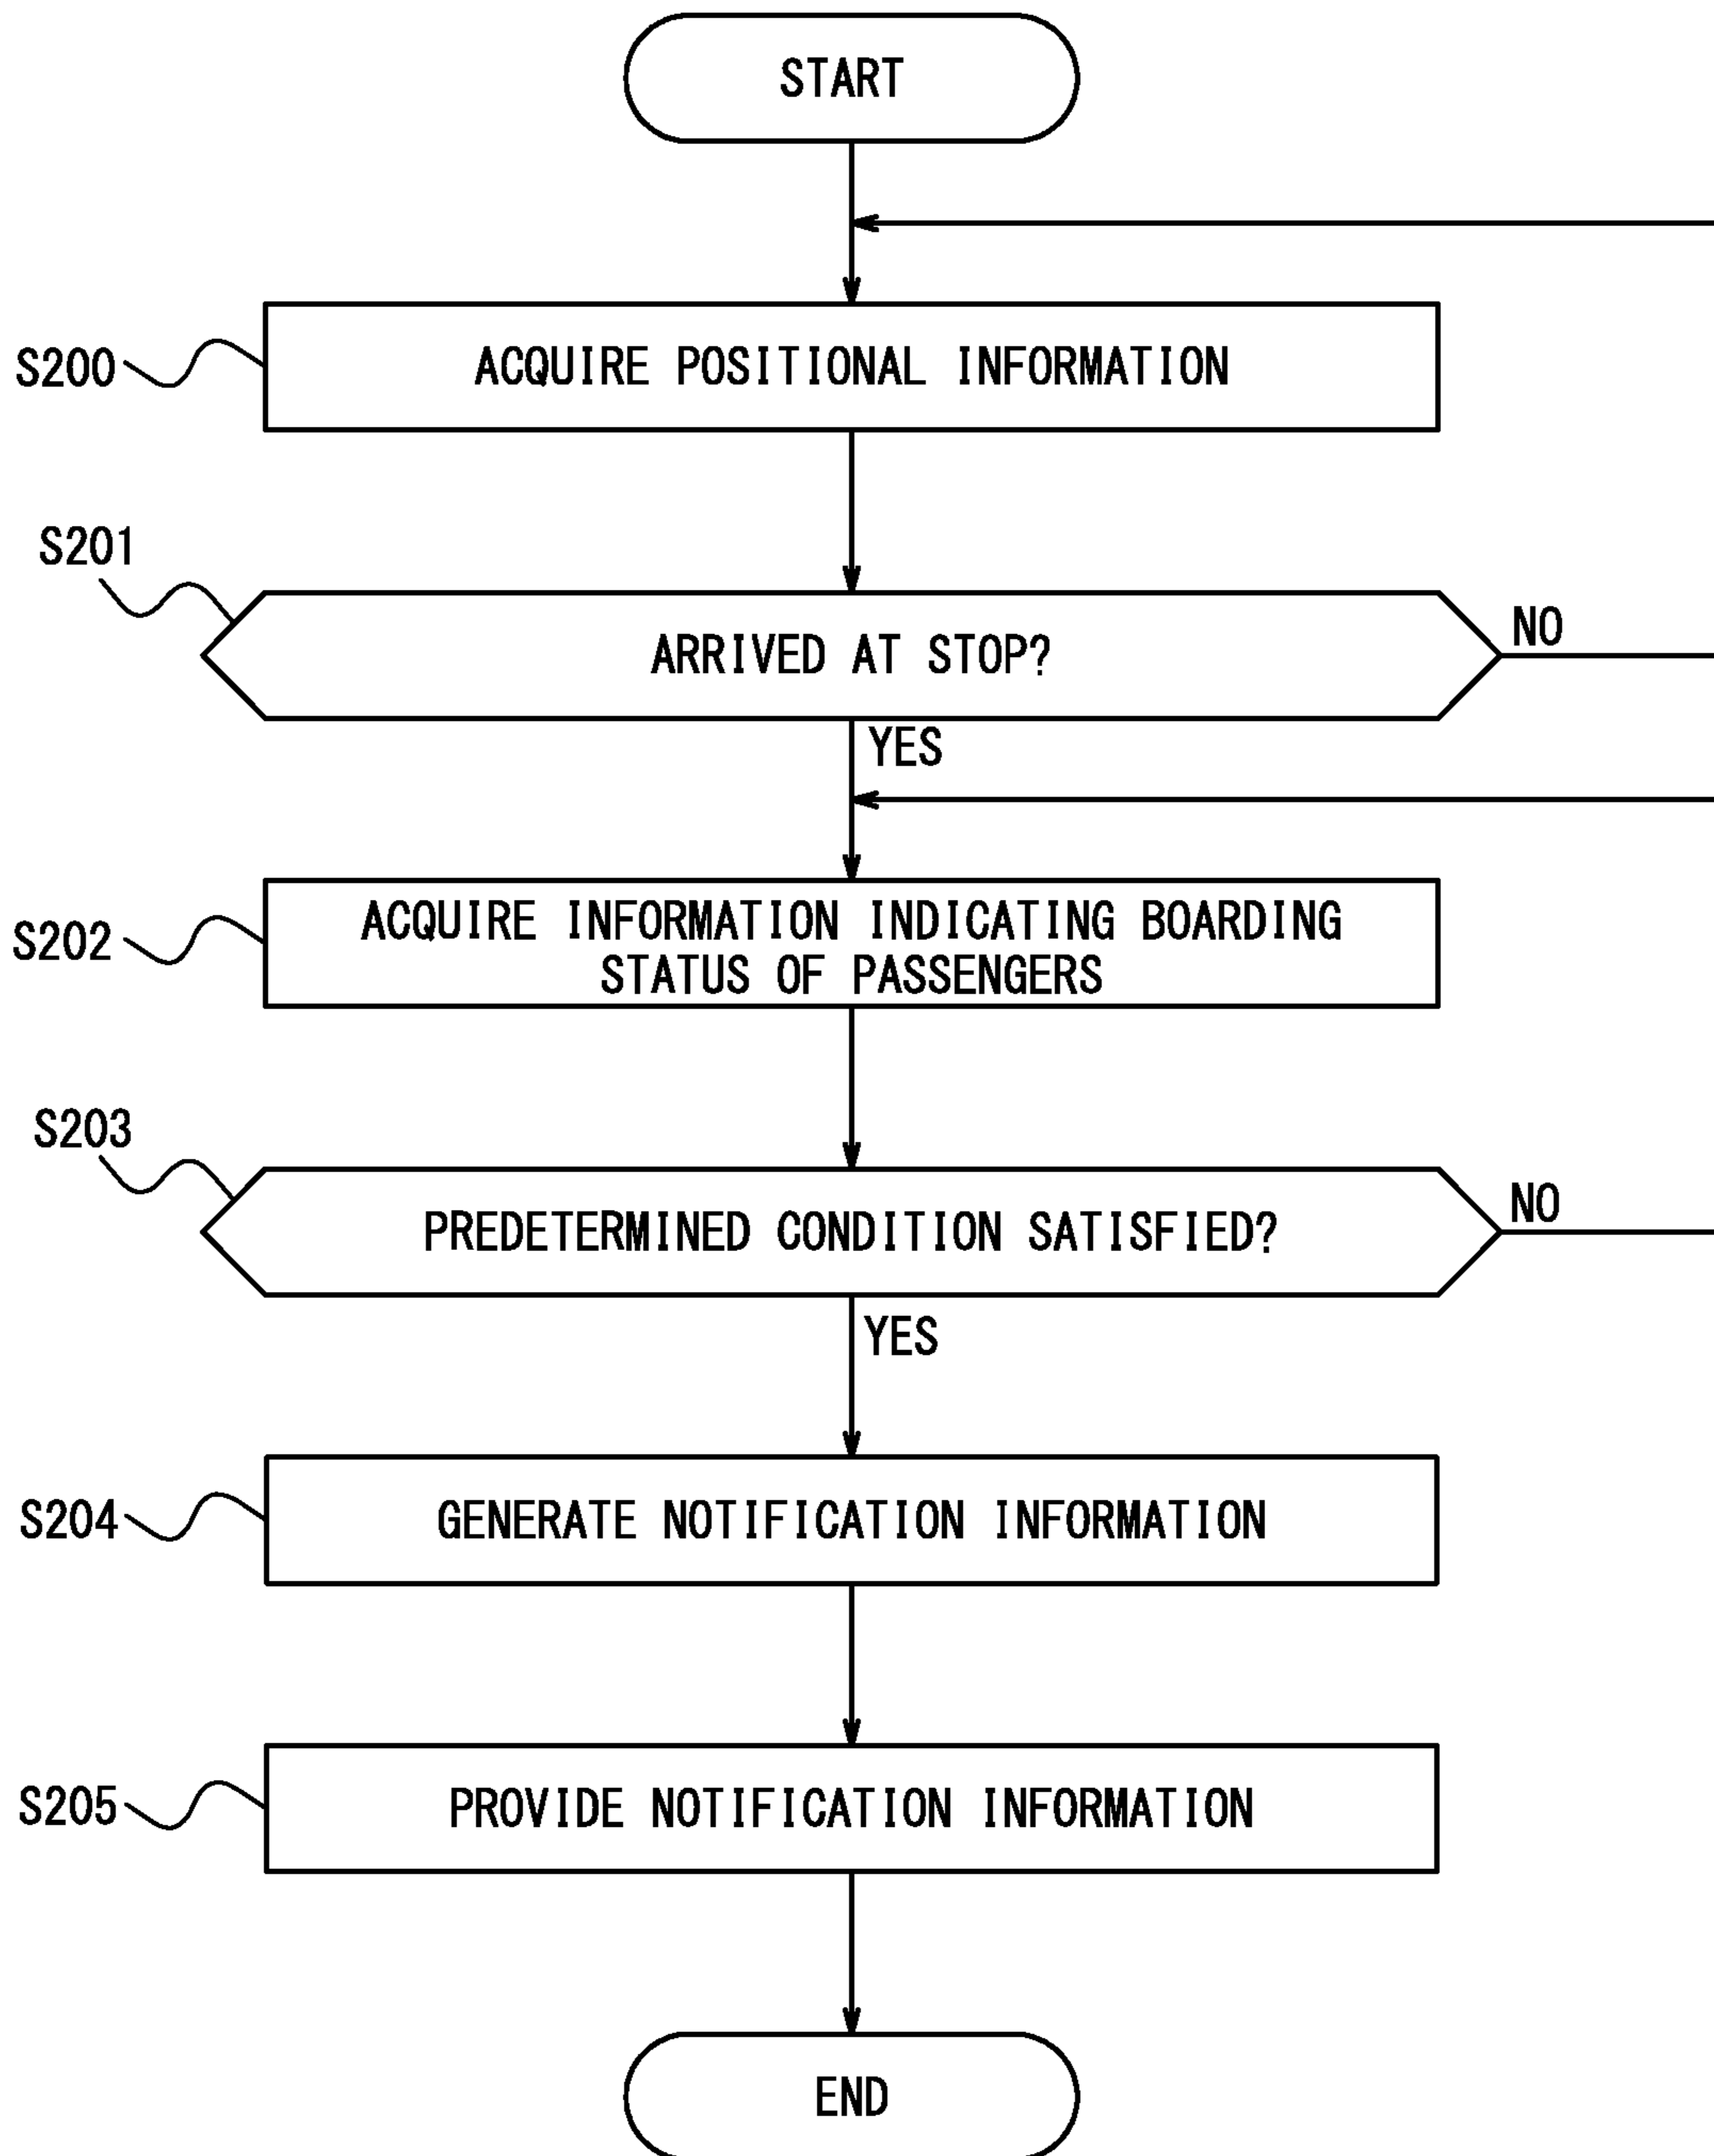 START
S200
ACQUIRE POSITIONAL INFORMATION
S201
ARRIVED AT STOP?
NO
YES
S202
ACQUIRE INFORMATION INDICATING BOARDING
STATUS OF PASSENGERS
S203
PREDETERMINED CONDITION SATISFIED?
NO
YES
S204
GENERATE NOTIFICATION INFORMATION
S205
PROVIDE NOTIFICATION INFORMATION
END